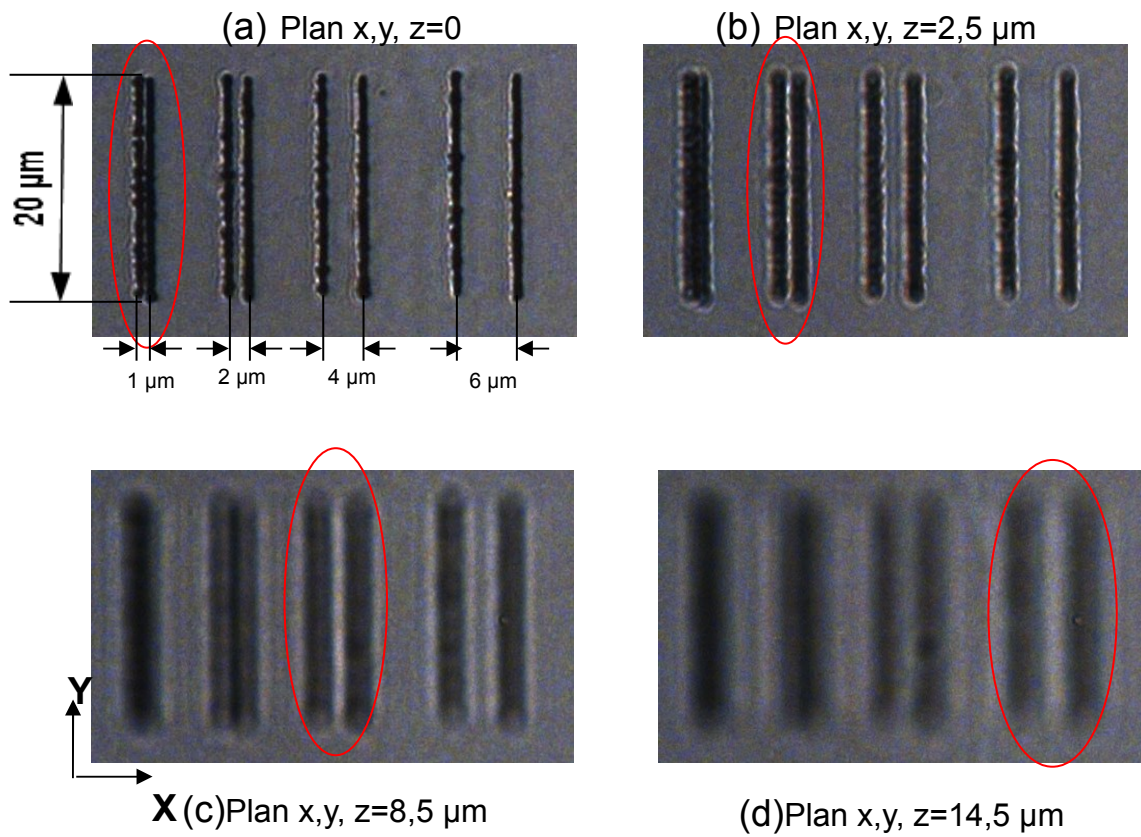 (a) Plan x,y, z=0
(b) Plan x,y, z=2,5 µm
20 µm
1 µm
2 µm
4 µm
6 µm
Y
X
(c)Plan x,y, z=8,5 µm
(d)Plan x,y, z=14,5 µm